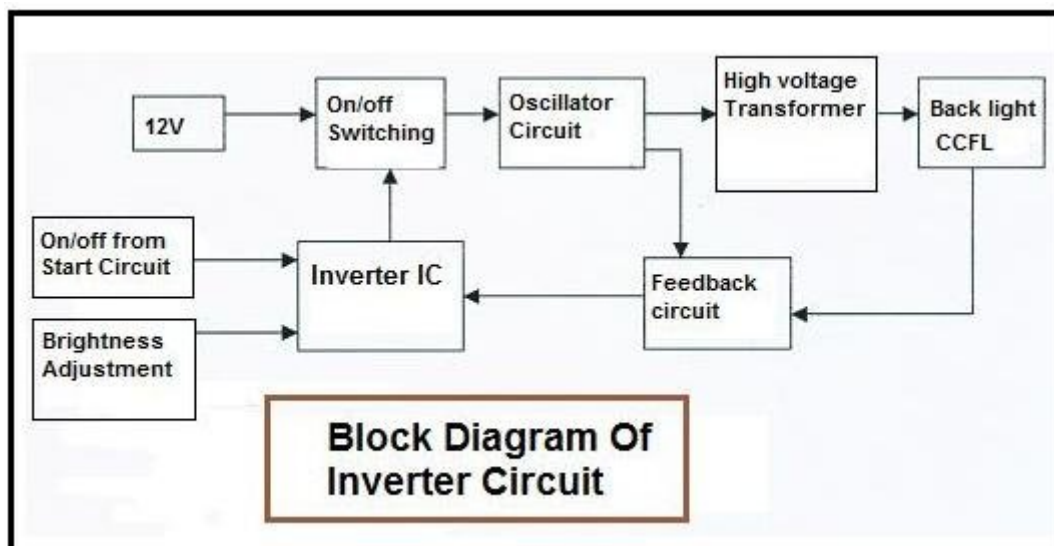 12V
On/off
Switching
Oscillator
Circuit
High voltage
Transformer
Back light
CCFL
On/off from
Start Circuit
Inverter IC
Feedback
circuit
Brightness
Adjustment
Block Diagram Of
Inverter Circuit